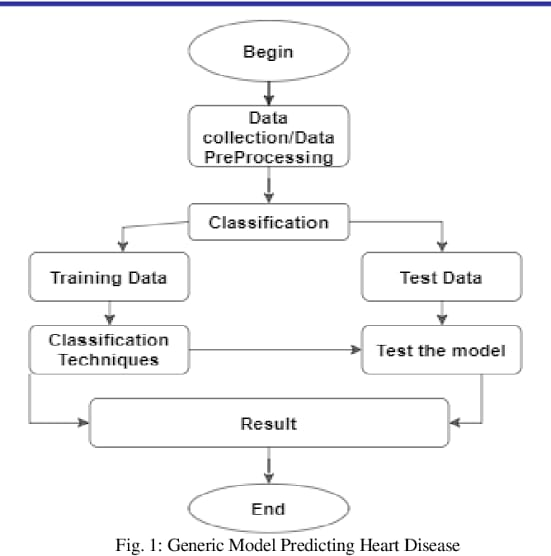 Begin
Data
collection/Data
PreProcessing
Classification
Training Data
Test Data
Classification
Techniques
Test the model
Result
End
Fig. 1: Generic Model Predicting Heart Disease